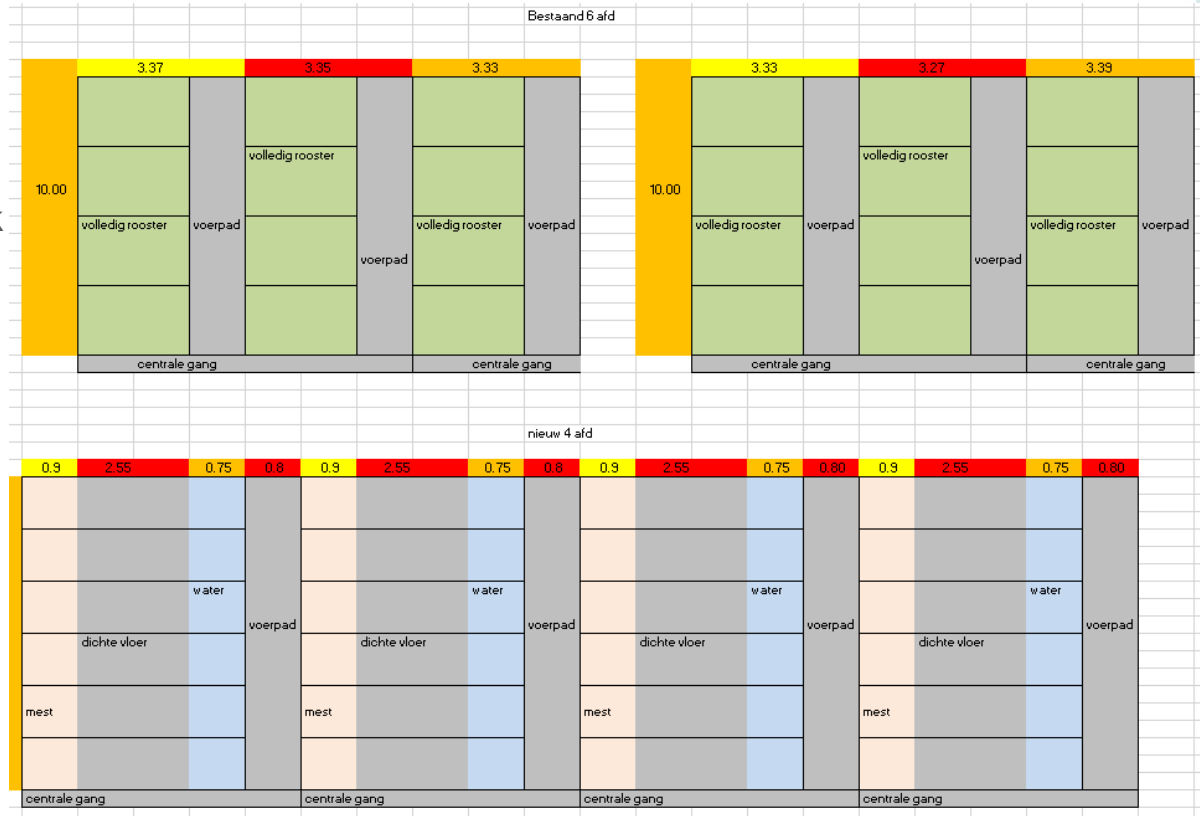 Bestaand 6 afd
3.37 3.35 3.33 3.33 3.27 3.39
volledig rooster volledig rooster
10.00 10.00
volledig rooster voerpad volledig rooster voerpad volledig rooster voerpad volledig rooster voerpad
voerpad voerpad
centrale gang centrale gang centrale gang centrale gang
nieuw 4 afd
0.9 2.55 0.75 0.8 0.9 2.55 0.75 0.8 0.9 2.55 0.75 0.80 0.9 2.55 0.75 0.80
water water water water
voerpad voerpad voerpad voerpad
dichte vloer dichte vloer dichte vloer dichte vloer
mest mest mest mest
centrale gang centrale gang centrale gang centrale gang